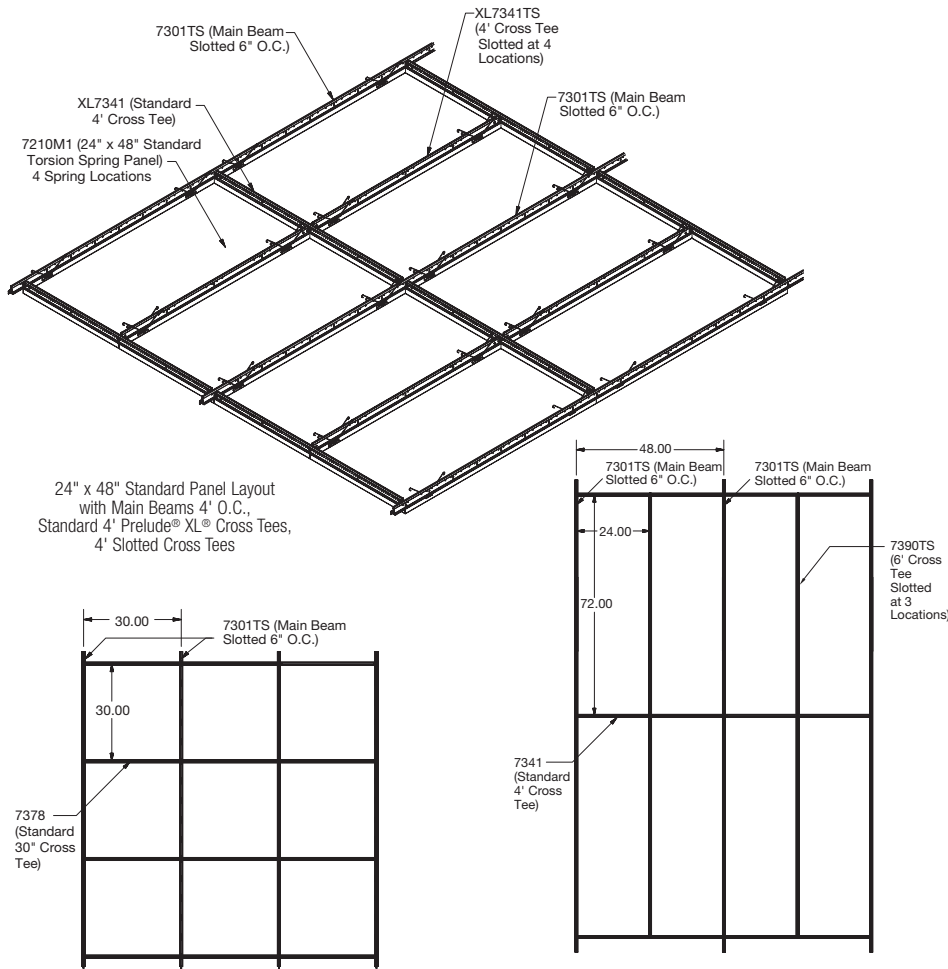 7301TS (Main Beam
Slotted 6" O.C.)
XL7341TS
(4' Cross Tee
Slotted at 4
Locations)
XL7341 (Standard
4' Cross Tee)
7301TS (Main Beam
Slotted 6" O.C.)
7210M1 (24" x 48" Standard
Torsion Spring Panel)
4 Spring Locations
24" x 48" Standard Panel Layout
with Main Beams 4' O.C.,
Standard 4' Prelude® XL® Cross Tees,
4' Slotted Cross Tees
48.00
7301TS (Main Beam
Slotted 6" O.C.)
7301TS (Main Beam
Slotted 6" O.C.)
24.00
7390TS
(6' Cross
Tee
Slotted
at 3
Locations)
72.00
7341
(Standard
4' Cross
Tee)
30.00
7301TS (Main Beam
Slotted 6" O.C.)
30.00
7378
(Standard
30" Cross
Tee)